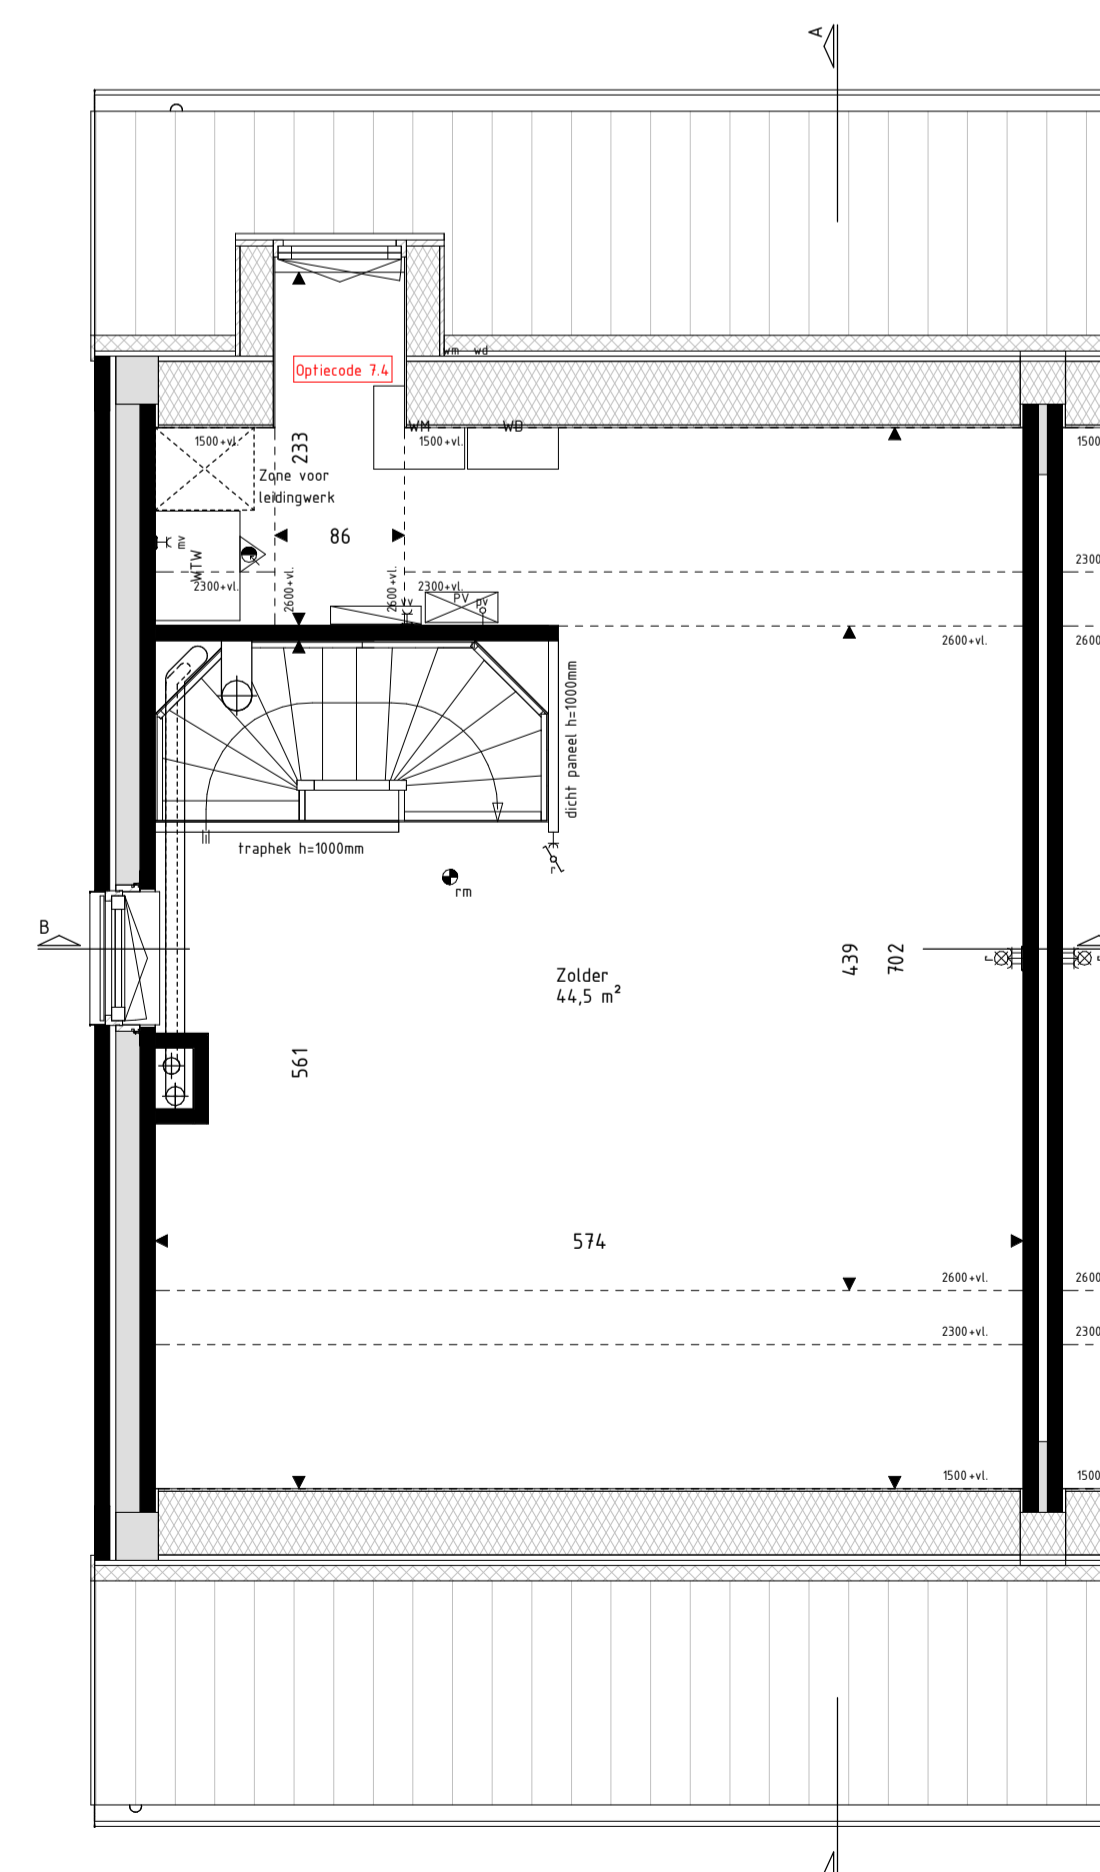 A
wm wd
Optiecode 7.4
WM
WD
1500+vl.
233
1500+vl.
1500
Zone voor
leidingwerk
86
mv
WTW
2300+vl.
2600+vl.
2600+vl.
2300+vl.
2300
PV
pv
2600+vl.
2600
dicht paneel h=1000mm
traphek h=1000mm
r
rm
B
439
702
r
Zolder
44,5 m²
561
574
2600+vl.
2600
2300+vl.
2300
1500+vl.
1500